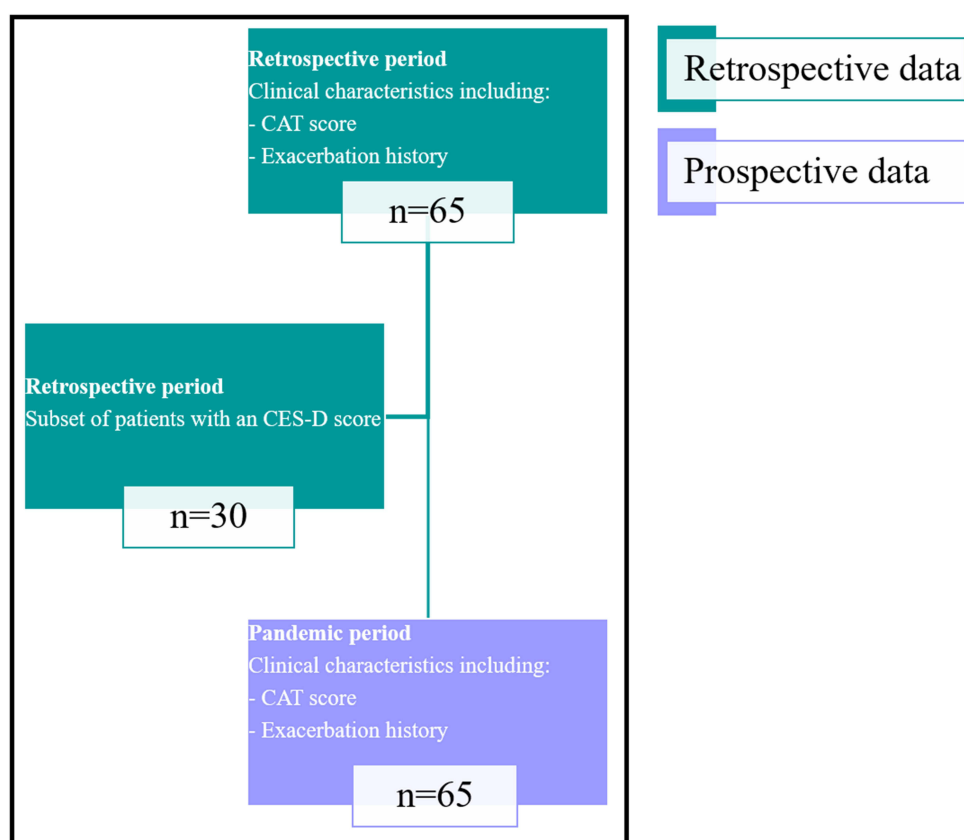 Retrospective period
Clinical characteristics including:
- CAT score
- Exacerbation history
n=65
Retrospective period
Subset of patients with an CES-D score
n=30
Pandemic period
Clinical characteristics including:
- CAT score
- Exacerbation history
n=65
Retrospective data
Prospective data